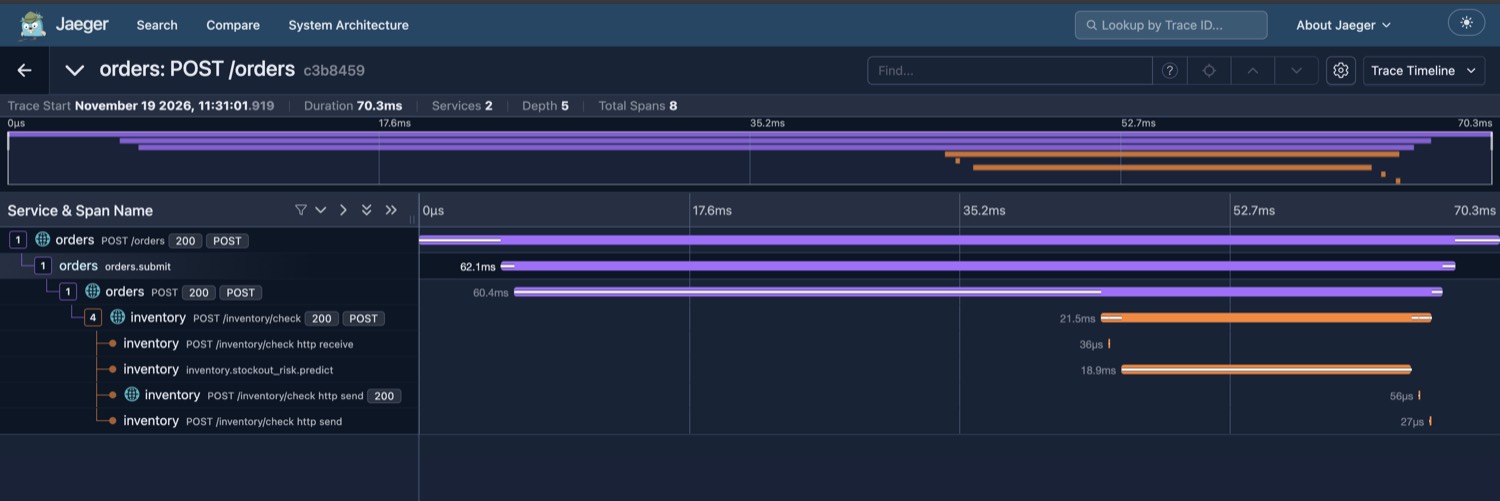 Jaeger Search Compare System Architecture Lookup by Trace ID... About Jaeger
orders: POST /orders c3b8459 Find... Trace Timeline
Trace Start November 19 2026, 11:31:01.919 Duration 70.3ms Services 2 Depth 5 Total Spans 8
0μs 17.6ms 35.2ms 52.7ms 70.3ms
Service & Span Name 0μs 17.6ms 35.2ms 52.7ms 70.3ms
1 orders POST /orders 200 POST
1 orders orders.submit 62.1ms
1 orders POST 200 POST 60.4ms
4 inventory POST /inventory/check 200 POST 21.5ms
inventory POST /inventory/check http receive 36μs
inventory inventory.stockout_risk.predict 18.9ms
inventory POST /inventory/check http send 200 56μs
inventory POST /inventory/check http send 27μs